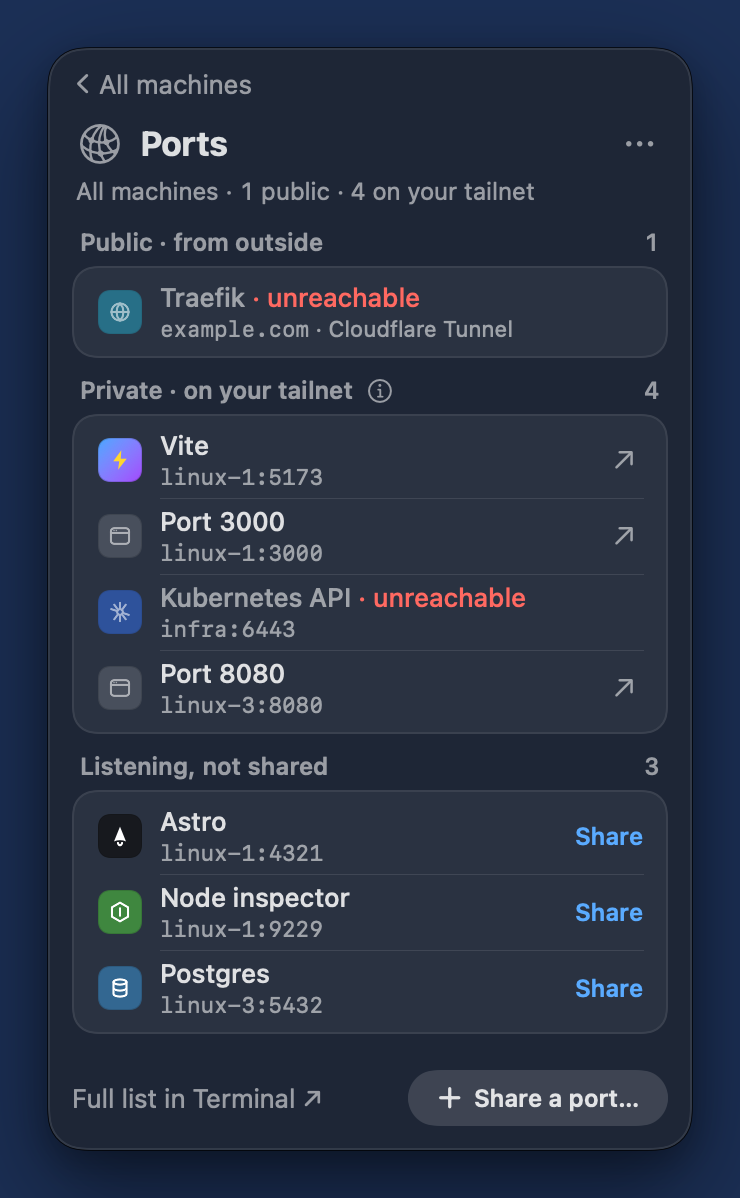 All machines
Ports
All machines · 1 public · 4 on your tailnet
Public · from outside 1
Traefik · unreachable
example.com · Cloudflare Tunnel
Private · on your tailnet 4
Vite
linux-1:5173
Port 3000
linux-1:3000
Kubernetes API · unreachable
infra:6443
Port 8080
linux-3:8080
Listening, not shared 3
Astro
linux-1:4321
Share
Node inspector
linux-1:9229
Share
Postgres
linux-3:5432
Share
Full list in Terminal ↗
+ Share a port...